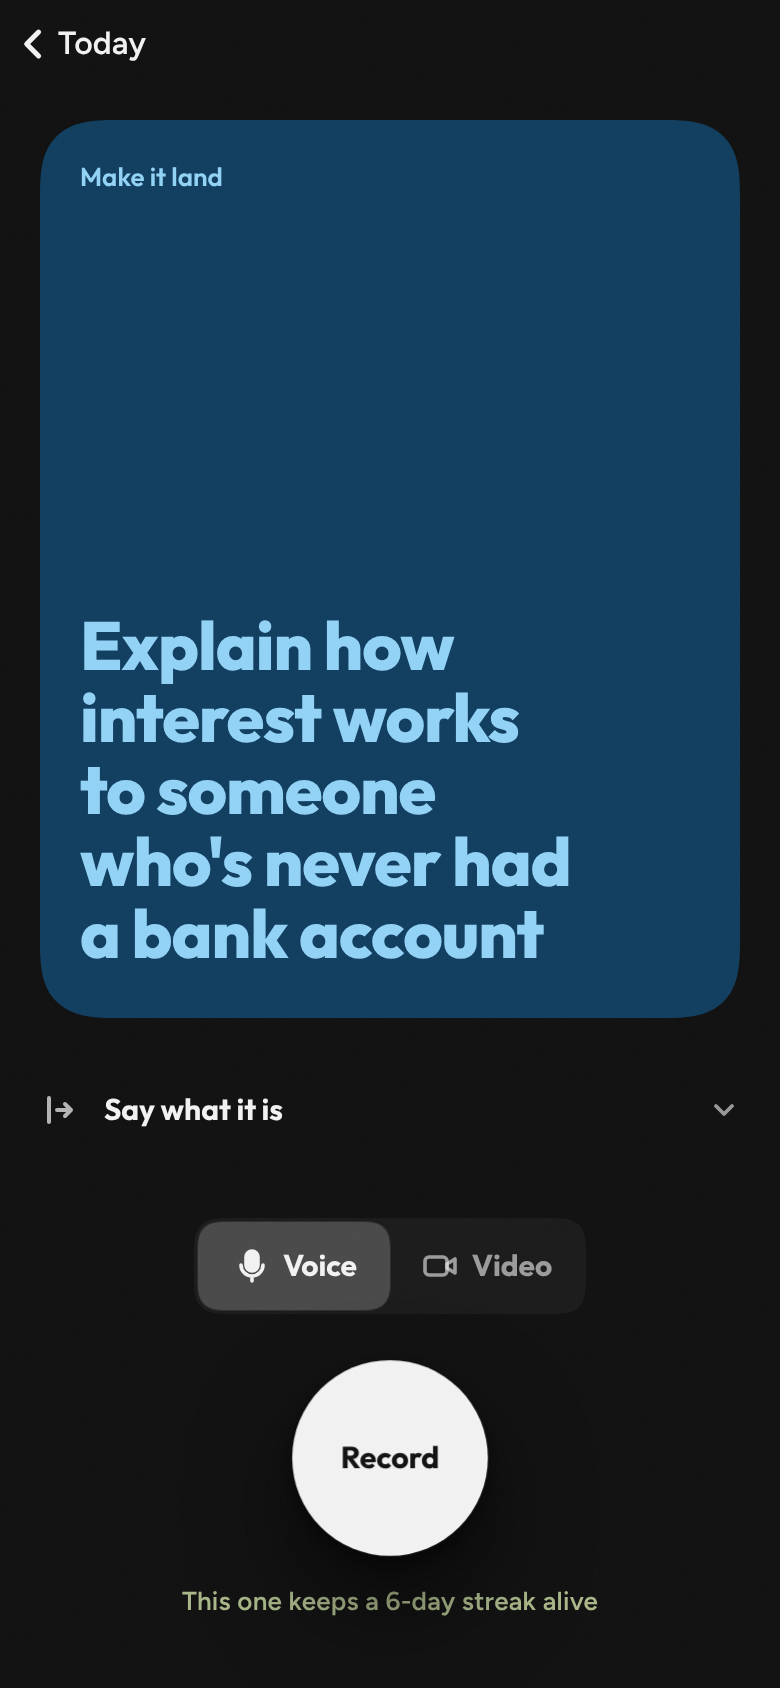 Today
Make it land
Explain how
interest works
to someone
who's never had
a bank account
Say what it is
Voice
Video
Record
This one keeps a 6-day streak alive